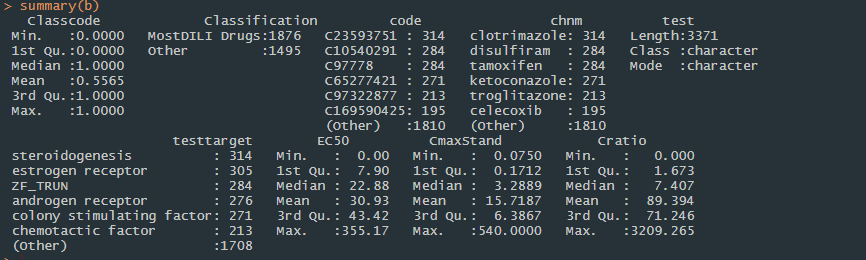 > summary(b)
Classcode Classification code chnm test
Min. :0.0000 MostDILI Drugs:1876 C23593751 : 314 clotrimazole: 314 Length:3371
1st Qu.:0.0000 Other :1495 C10540291 : 284 disulfiram : 284 Class :character
Median :1.0000 C97778 : 284 tamoxifen : 284 Mode :character
Mean :0.5565 C65277421 : 271 ketoconazole: 271
3rd Qu.:1.0000 C97322877 : 213 troglitazone: 213
Max. :1.0000 C169590425: 195 celecoxib : 195
(Other) :1810 (Other) :1810
testtarget EC50 CmaxStand Cratio
steroidogenesis : 314 Min. : 0.00 Min. : 0.0750 Min. : 0.000
estrogen receptor : 305 1st Qu.: 7.90 1st Qu.: 0.1712 1st Qu.: 1.673
ZF_TRUN : 284 Median : 22.88 Median : 3.2889 Median : 7.407
androgen receptor : 276 Mean : 30.93 Mean : 15.7187 Mean : 89.394
colony stimulating factor: 271 3rd Qu.: 43.42 3rd Qu.: 6.3867 3rd Qu.: 71.246
chemotactic factor : 213 Max. :355.17 Max. :540.0000 Max. :3209.265
(Other) :1708
>